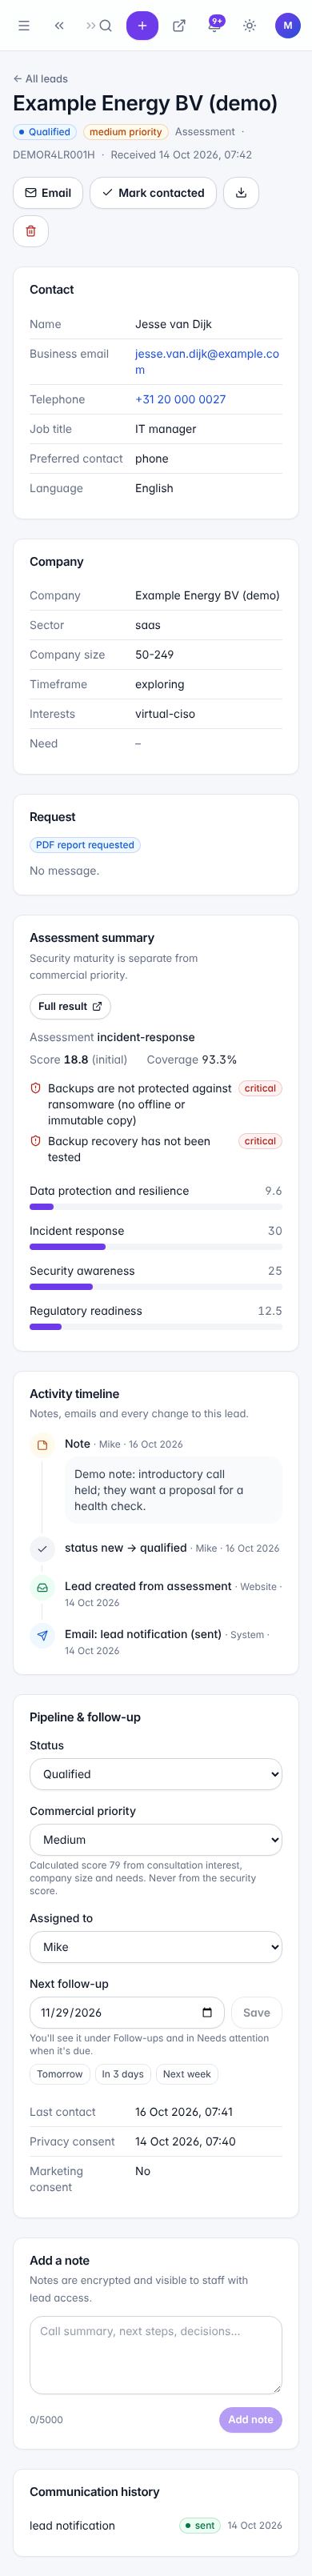 9+
M
← All leads
Example Energy BV (demo)
Qualified medium priority Assessment ·
DEMOR4LR001H · Received 14 Oct 2026, 07:42
Email Mark contacted
Contact
Name Jesse van Dijk
Business email jesse.van.dijk@example.co
m
Telephone +31 20 000 0027
Job title IT manager
Preferred contact phone
Language English
Company
Company Example Energy BV (demo)
Sector saas
Company size 50-249
Timeframe exploring
Interests virtual-ciso
Need –
Request
PDF report requested
No message.
Assessment summary
Security maturity is separate from
commercial priority.
Full result
Assessment incident-response
Score 18.8 (initial) Coverage 93.3%
Backups are not protected against critical
ransomware (no offline or
immutable copy)
Backup recovery has not been critical
tested
Data protection and resilience 9.6
Incident response 30
Security awareness 25
Regulatory readiness 12.5
Activity timeline
Notes, emails and every change to this lead.
Note · Mike · 16 Oct 2026
Demo note: introductory call
held; they want a proposal for a
health check.
status new → qualified · Mike · 16 Oct 2026
Lead created from assessment · Website ·
14 Oct 2026
Email: lead notification (sent) · System ·
14 Oct 2026
Pipeline & follow-up
Status
Qualified
Commercial priority
Medium
Calculated score 79 from consultation interest,
company size and needs. Never from the security
score.
Assigned to
Mike
Next follow-up
11/29/2026 Save
You'll see it under Follow-ups and in Needs attention
when it's due.
Tomorrow In 3 days Next week
Last contact 16 Oct 2026, 07:41
Privacy consent 14 Oct 2026, 07:40
Marketing No
consent
Add a note
Notes are encrypted and visible to staff with
lead access.
Call summary, next steps, decisions...
0/5000 Add note
Communication history
lead notification sent 14 Oct 2026